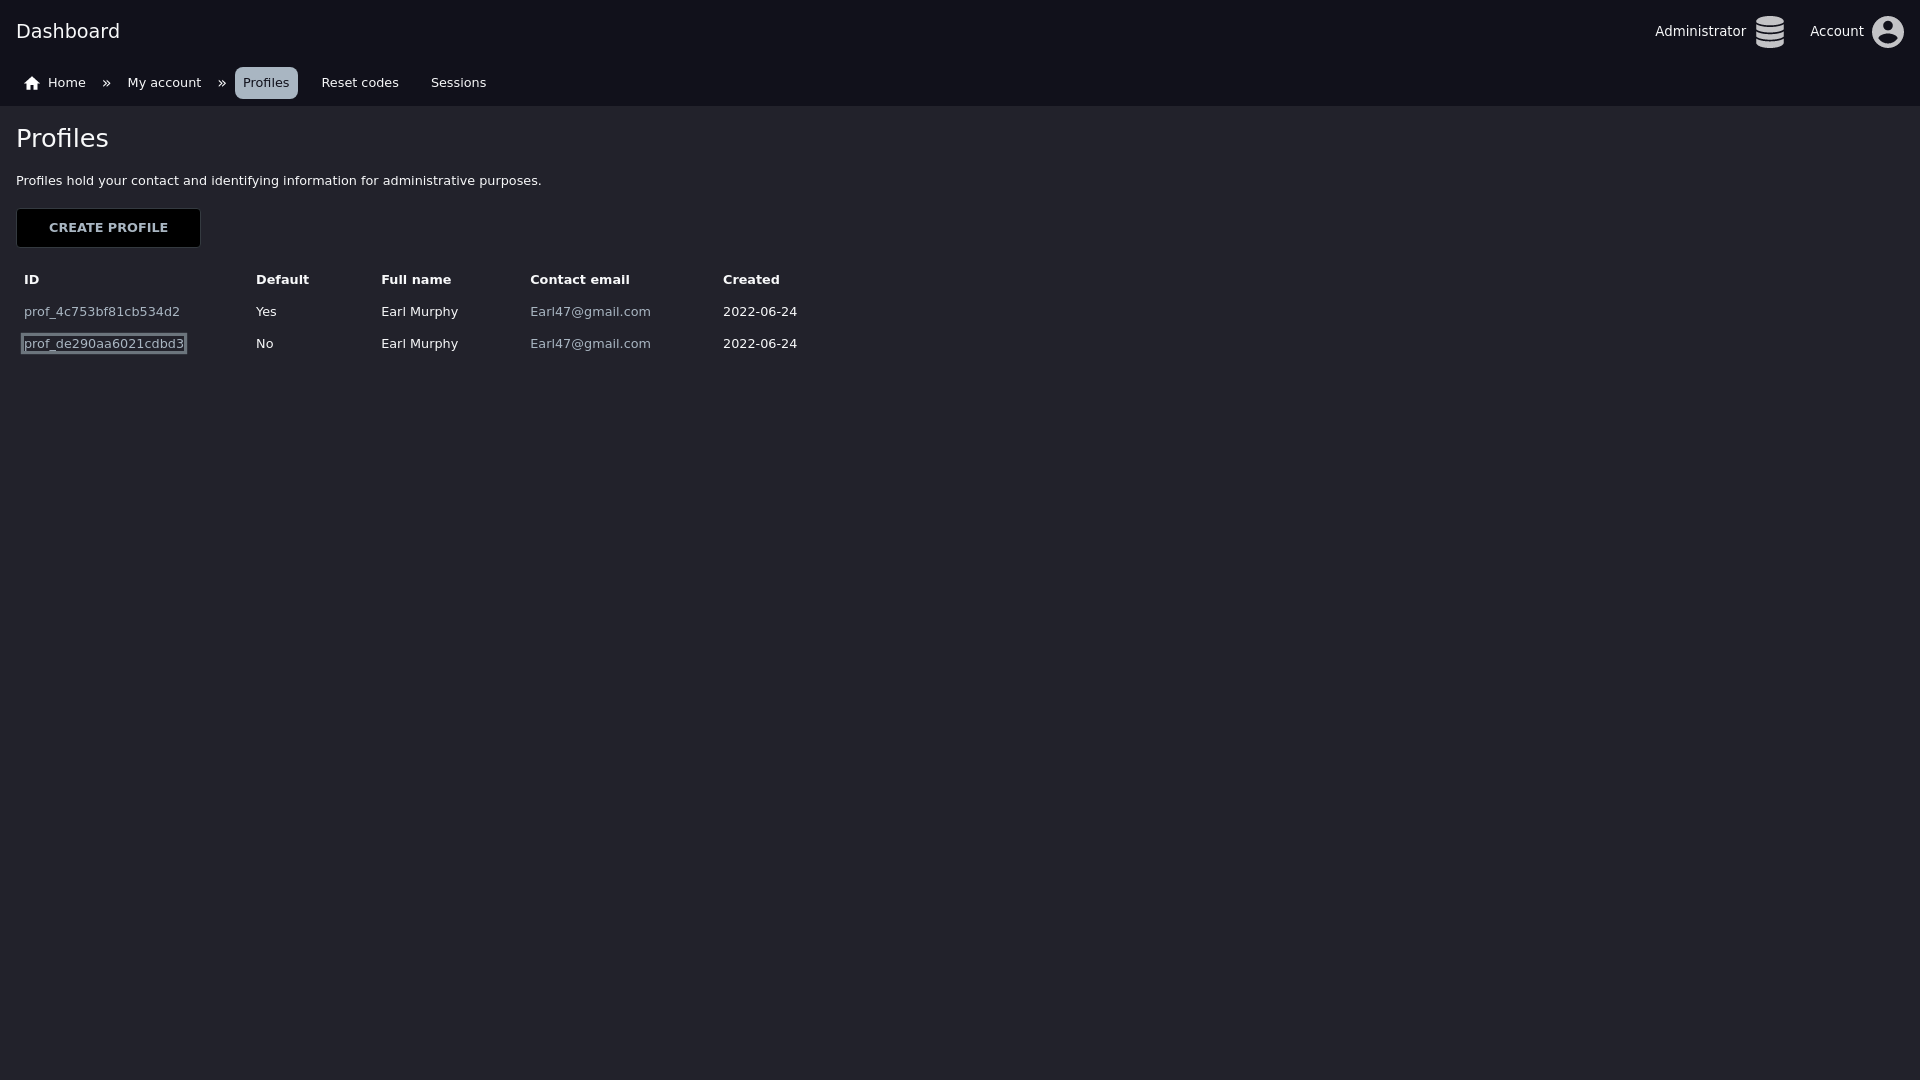 Dashboard
Administrator
Account
Home » My account » Profiles Reset codes Sessions
Profiles
Profiles hold your contact and identifying information for administrative purposes.
CREATE PROFILE
ID Default Full name Contact email Created
prof_4c753bf81cb534d2 Yes Earl Murphy Earl47@gmail.com 2022-06-24
prof_de290aa6021cdbd3 No Earl Murphy Earl47@gmail.com 2022-06-24